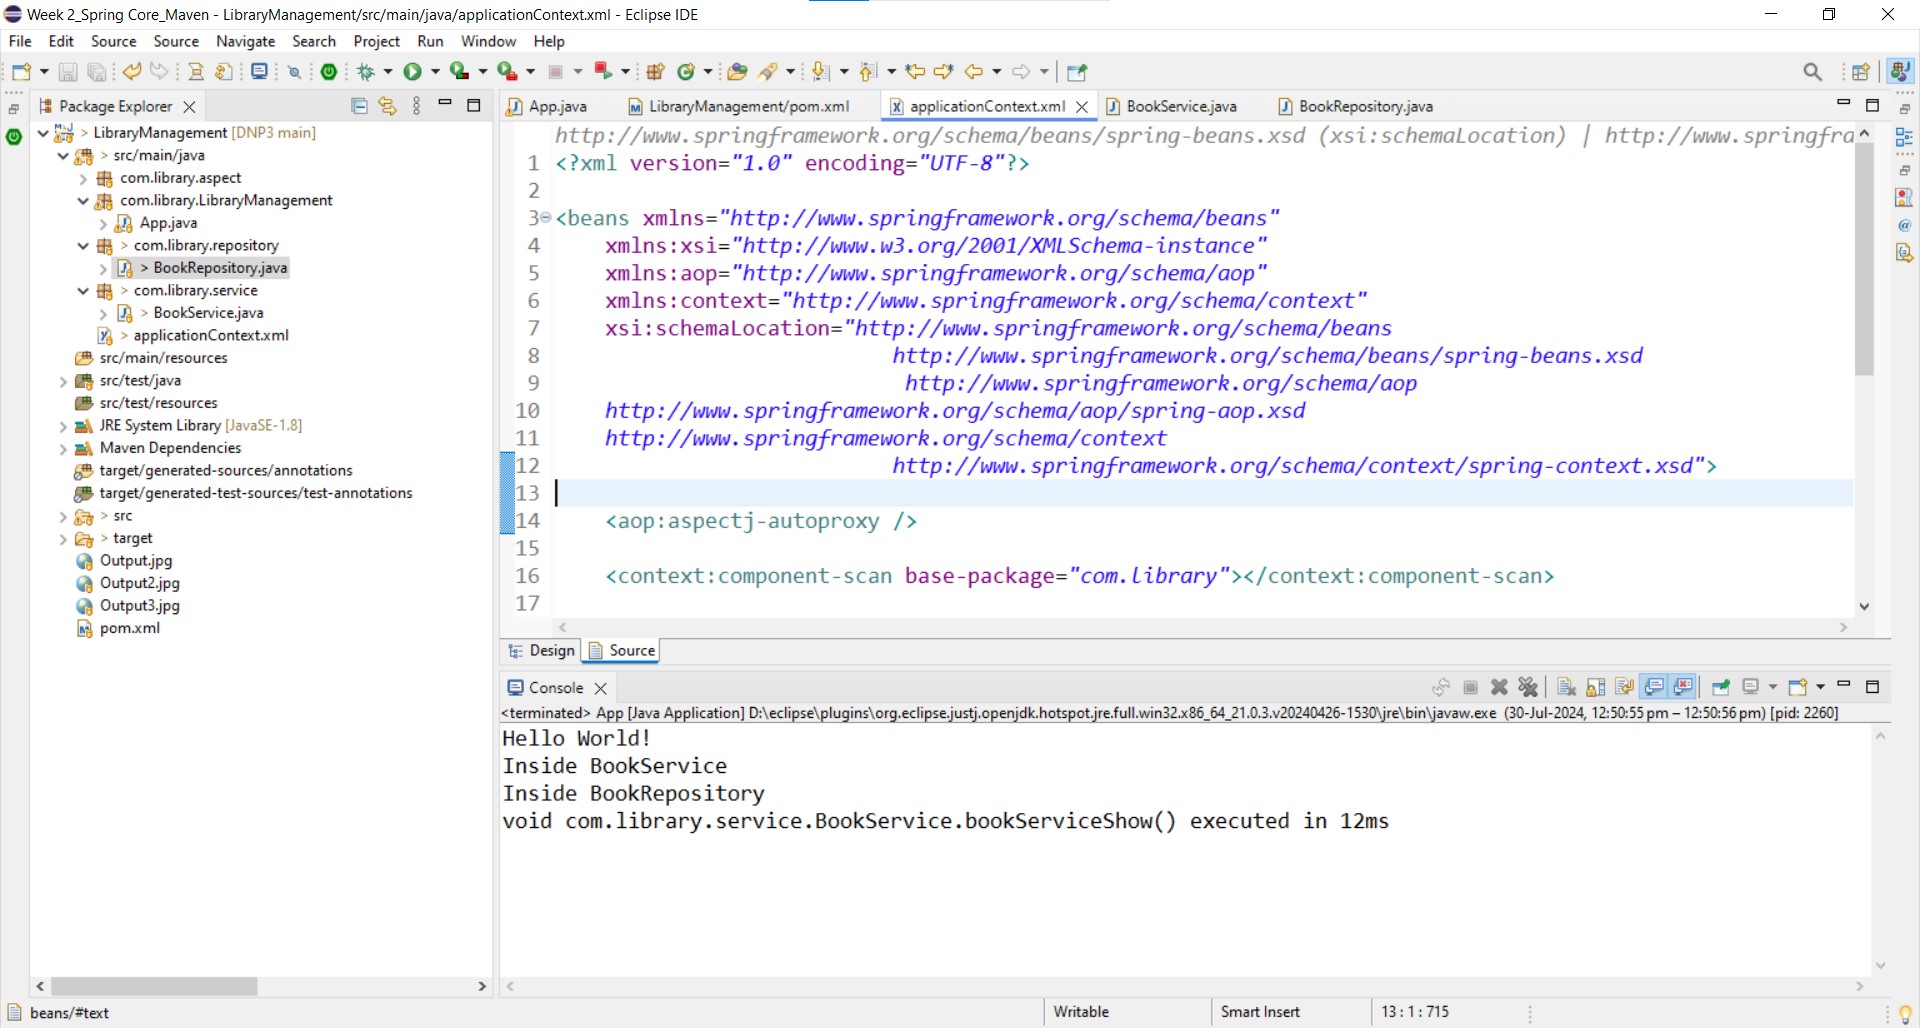 Week 2_Spring Core_Maven - LibraryManagement/src/main/java/applicationContext.xml - Eclipse IDE
File Edit Source Source Navigate Search Project Run Window Help
Package Explorer
LibraryManagement [DNP3 main]
> src/main/java
com.library.aspect
com.library.LibraryManagement
App.java
> com.library.repository
> BookRepository.java
> com.library.service
> BookService.java
> applicationContext.xml
src/main/resources
src/test/java
src/test/resources
JRE System Library [JavaSE-1.8]
Maven Dependencies
target/generated-sources/annotations
target/generated-test-sources/test-annotations
> src
> target
Output.jpg
Output2.jpg
Output3.jpg
pom.xml
App.java LibraryManagement/pom.xml applicationContext.xml BookService.java BookRepository.java
http://www.springframework.org/schema/beans/spring-beans.xsd (xsi:schemaLocation) | http://www.springfra
1 <?xml version="1.0" encoding="UTF-8"?>
2
3 <beans xmlns="http://www.springframework.org/schema/beans"
4 xmlns:xsi="http://www.w3.org/2001/XMLSchema-instance"
5 xmlns:aop="http://www.springframework.org/schema/aop"
6 xmlns:context="http://www.springframework.org/schema/context"
7 xsi:schemaLocation="http://www.springframework.org/schema/beans
8 http://www.springframework.org/schema/beans/spring-beans.xsd
9 http://www.springframework.org/schema/aop
10 http://www.springframework.org/schema/aop/spring-aop.xsd
11 http://www.springframework.org/schema/context
12 http://www.springframework.org/schema/context/spring-context.xsd">
13
14 <aop:aspectj-autoproxy />
15
16 <context:component-scan base-package="com.library"></context:component-scan>
17
Design Source
Console
<terminated> App [Java Application] D:\eclipse\plugins\org.eclipse.justj.openjdk.hotspot.jre.full.win32.x86_64_21.0.3.v20240426-1530\jre\bin\javaw.exe (30-Jul-2024, 12:50:55 pm – 12:50:56 pm) [pid: 2260]
Hello World!
Inside BookService
Inside BookRepository
void com.library.service.BookService.bookServiceShow() executed in 12ms
beans/#text
Writable
Smart Insert
13 : 1 : 715